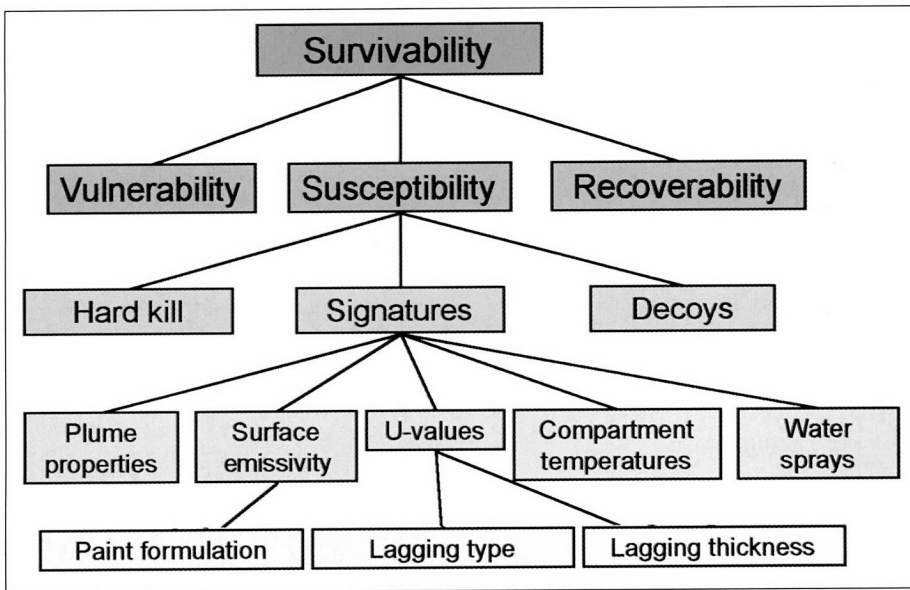 Survivability
Vulnerability
Susceptibility
Recoverability
Hard kill
Signatures
Decoys
Plume
properties
Surface
emissivity
U-values
Compartment
temperatures
Water
sprays
Paint formulation
Lagging type
Lagging thickness